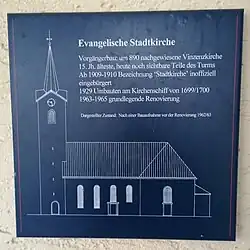 Evangelische Stadtkirche
Vorgängerbau: um 890 nachgewiesene Vinzenzkirche
15. Jh. älteste, heute noch sichtbare Teile des Turms
Ab 1909-1910 Bezeichnung "Stadtkirche" inoffiziell
eingebürgert
1929 Umbauten am Kirchenschiff von 1699/1700
1963-1965 grundlegende Renovierung
Dargestellter Zustand: Nach einer Bauaufnahme vor der Renovierung 1962/63